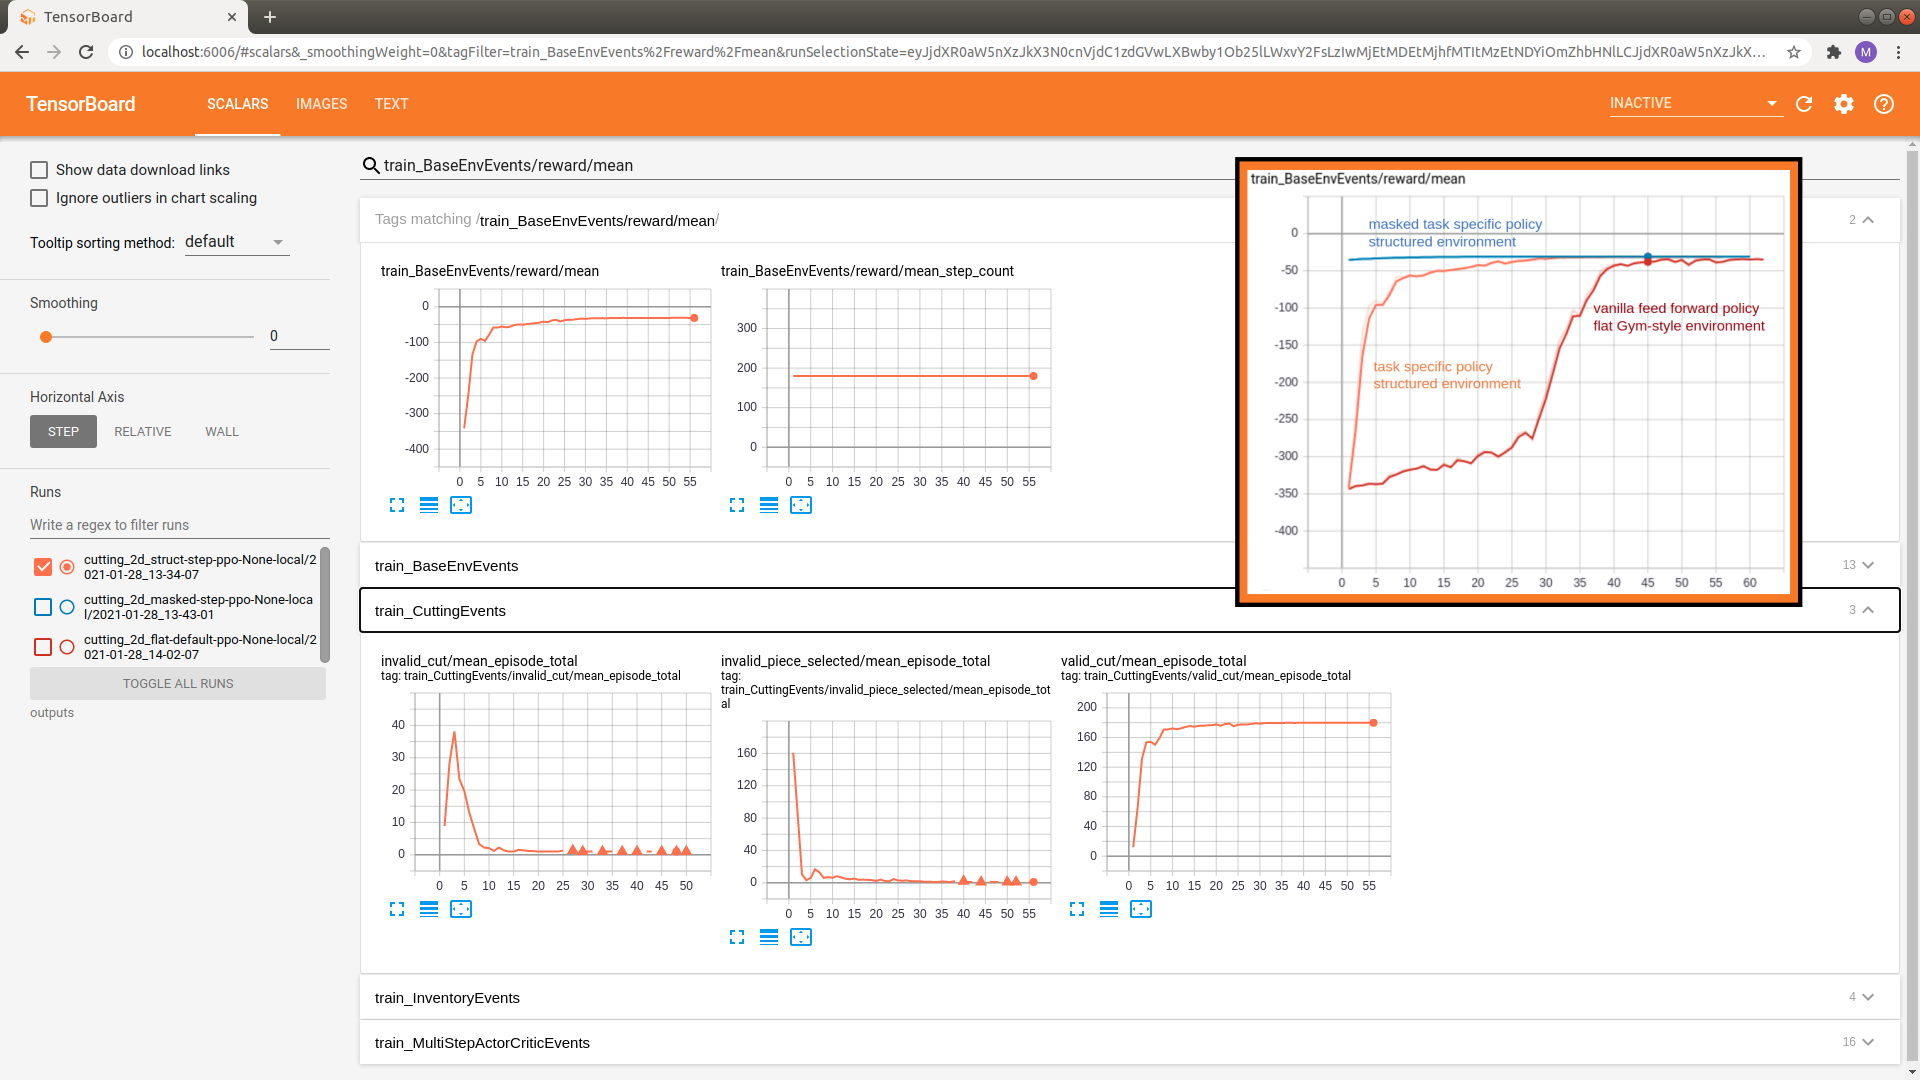 TensorBoard
localhost:6006/#scalars&_smoothingWeight=0&tagFilter=train_BaseEnvEvents%2Freward%2Fmean&runSelectionState=eyJjdXR0aW5nXzJkX3N0cnVjdC1zdGVwLXBwby1Ob25lLWxvY2FsLzIwMjEtMDEtMjhfMTItMzEtNDYiOmZhbHNlLCJjdXR0aW5nXzJkX...
M
TensorBoard
SCALARS
IMAGES
TEXT
INACTIVE
Show data download links
Ignore outliers in chart scaling
Tooltip sorting method: default
Smoothing
0
Horizontal Axis
STEP
RELATIVE
WALL
Runs
Write a regex to filter runs
cutting_2d_struct-step-ppo-None-local/2
021-01-28_13-34-07
cutting_2d_masked-step-ppo-None-loca
l/2021-01-28_13-43-01
cutting_2d_flat-default-ppo-None-local/2
021-01-28_14-02-07
TOGGLE ALL RUNS
outputs
train_BaseEnvEvents/reward/mean
Tags matching /train_BaseEnvEvents/reward/mean/
2
train_BaseEnvEvents/reward/mean
0
-100
-200
-300
-400
0 5 10 15 20 25 30 35 40 45 50 55
train_BaseEnvEvents/reward/mean_step_count
300
200
100
0
0 5 10 15 20 25 30 35 40 45 50 55
train_BaseEnvEvents/reward/mean
masked task specific policy
structured environment
vanilla feed forward policy
flat Gym-style environment
task specific policy
structured environment
0
-50
-100
-150
-200
-250
-300
-350
-400
0 5 10 15 20 25 30 35 40 45 50 55 60
train_BaseEnvEvents
13
train_CuttingEvents
3
invalid_cut/mean_episode_total
tag: train_CuttingEvents/invalid_cut/mean_episode_total
40
30
20
10
0
0 5 10 15 20 25 30 35 40 45 50
invalid_piece_selected/mean_episode_total
tag:
train_CuttingEvents/invalid_piece_selected/mean_episode_tot
al
160
120
80
40
0
0 5 10 15 20 25 30 35 40 45 50 55
valid_cut/mean_episode_total
tag: train_CuttingEvents/valid_cut/mean_episode_total
200
160
120
80
40
0
0 5 10 15 20 25 30 35 40 45 50 55
train_InventoryEvents
4
train_MultiStepActorCriticEvents
16